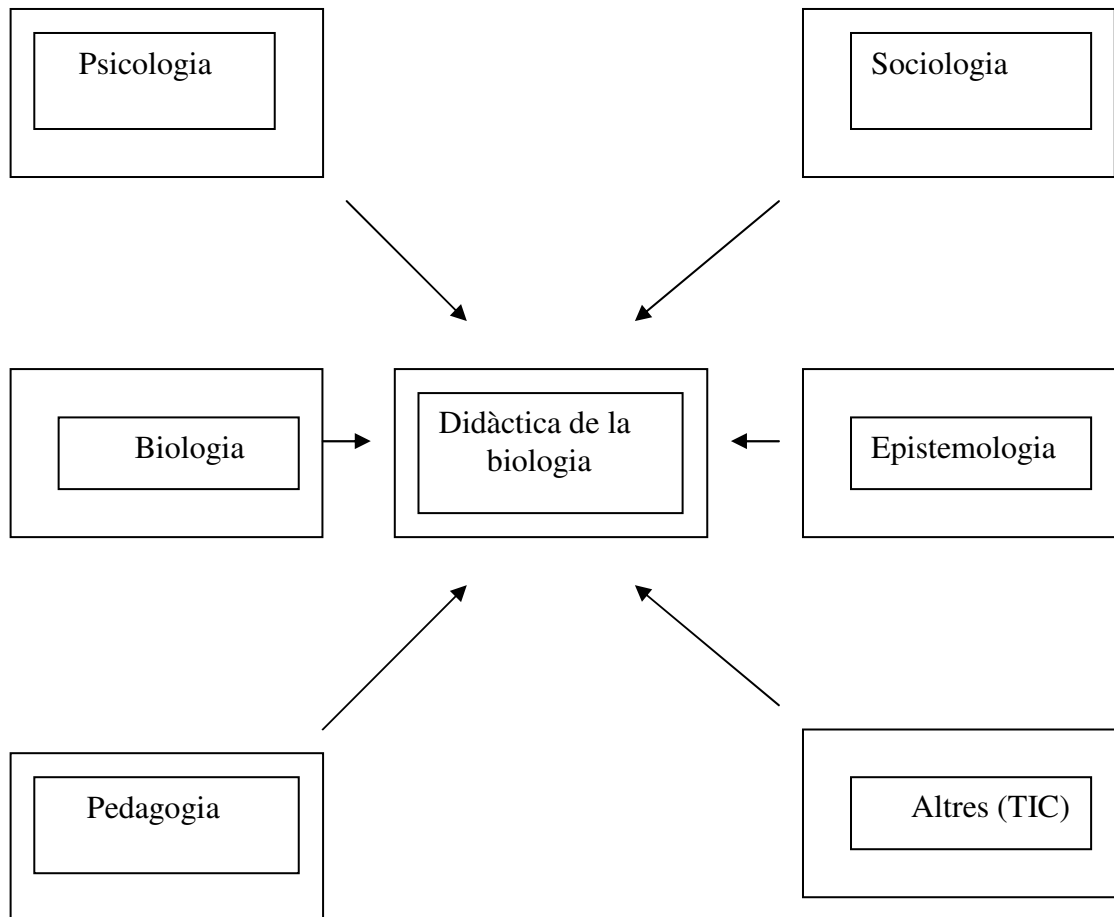 Psicologia
Sociologia
Biologia
Didàctica de la
biologia
Epistemologia
Pedagogia
Altres (TIC)